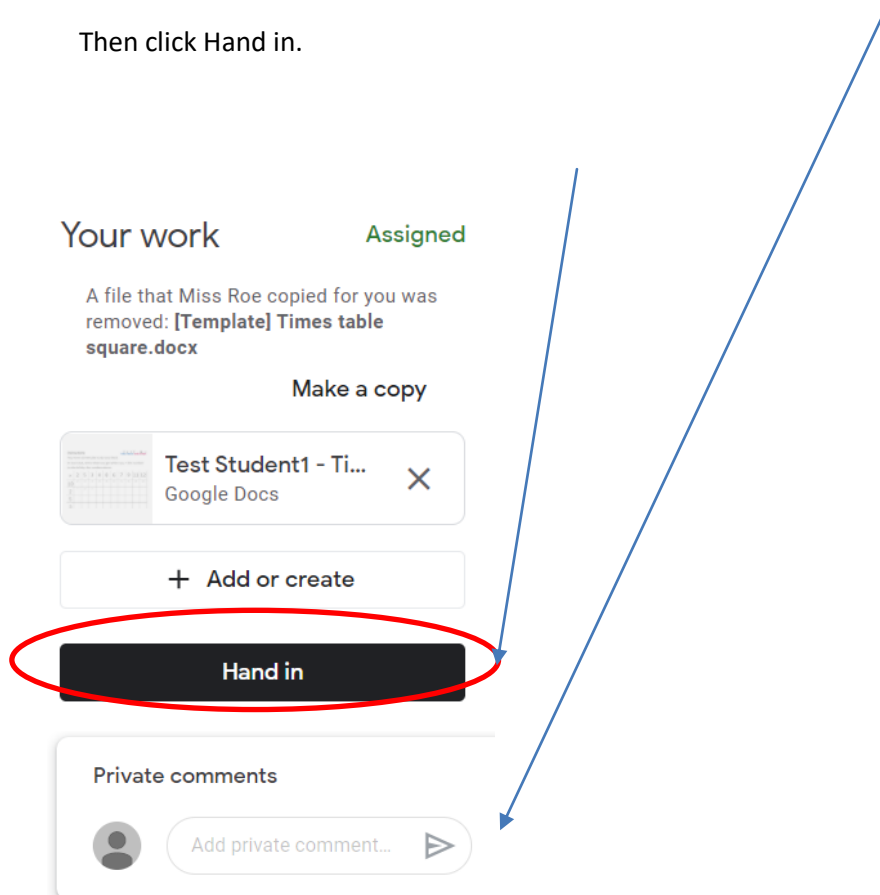 Then click Hand in.
Your work
Assigned
A file that Miss Roe copied for you was
removed: [Template] Times table
square.docx
Make a copy
Test Student1 - Ti...
Google Docs
+ Add or create
Hand in
Private comments
Add private comment...